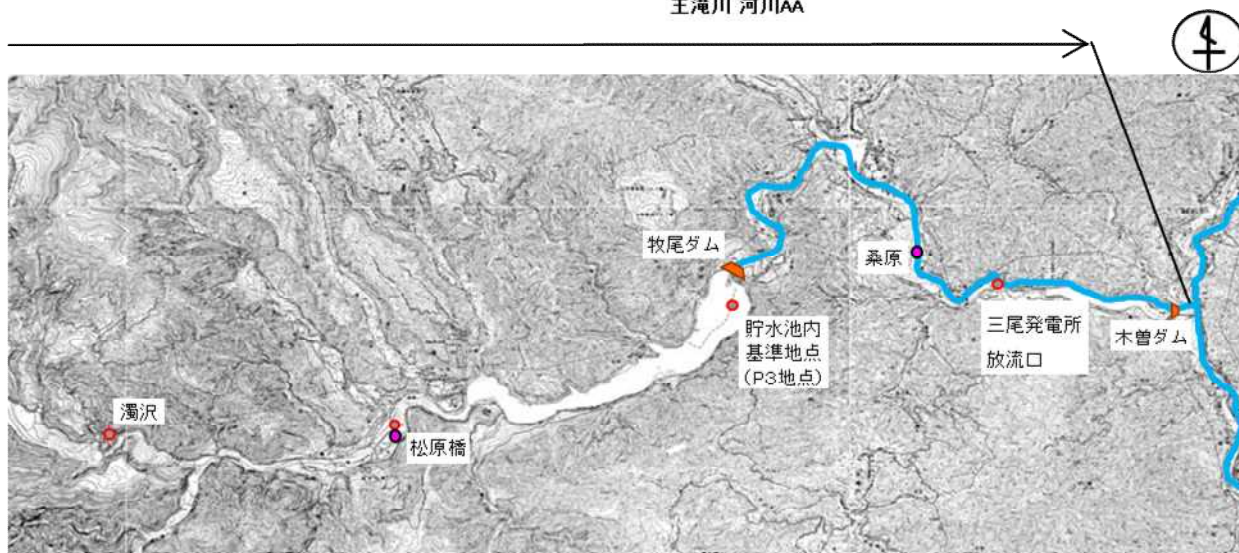 王滝川 河川AA
牧尾ダム
桑原
貯水池内
基準地点
(P3地点)
三尾発電所
放流口
木曽ダム
濁沢
松原橋